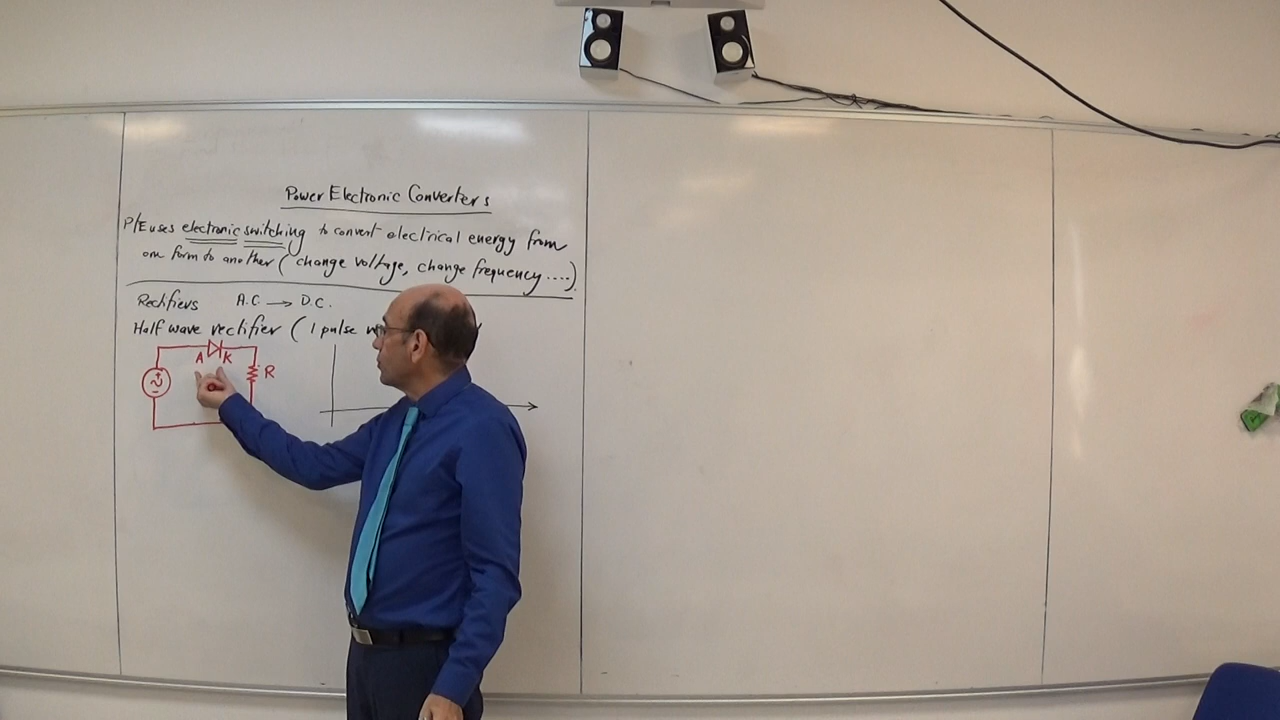 Power Electronic Converters
P/E uses electronic switching to convert electrical energy from
one form to another ( change voltage, change frequency ....).
Rectifiers A.C → D.C.
Half wave rectifier ( 1 pulse
A K
R